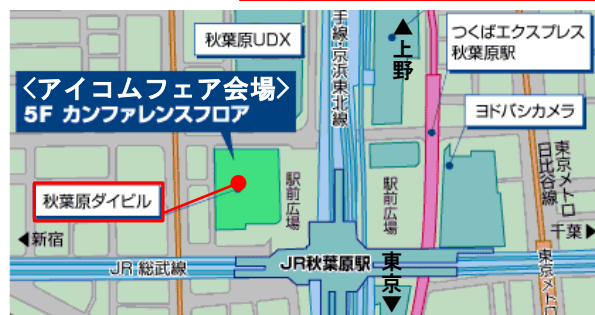 秋葉原UDX
山手線・京浜東北線
▲上野
つくばエクスプレス
秋葉原駅
<アイコムフェア会場>
5F カンファレンスフロア
ヨドバシカメラ
秋葉原ダイビル
駅前広場
駅前広場
東京メトロ
日比谷線
◀新宿
千葉▶
JR 総武線
JR秋葉原駅
東京▼
東京メトロ